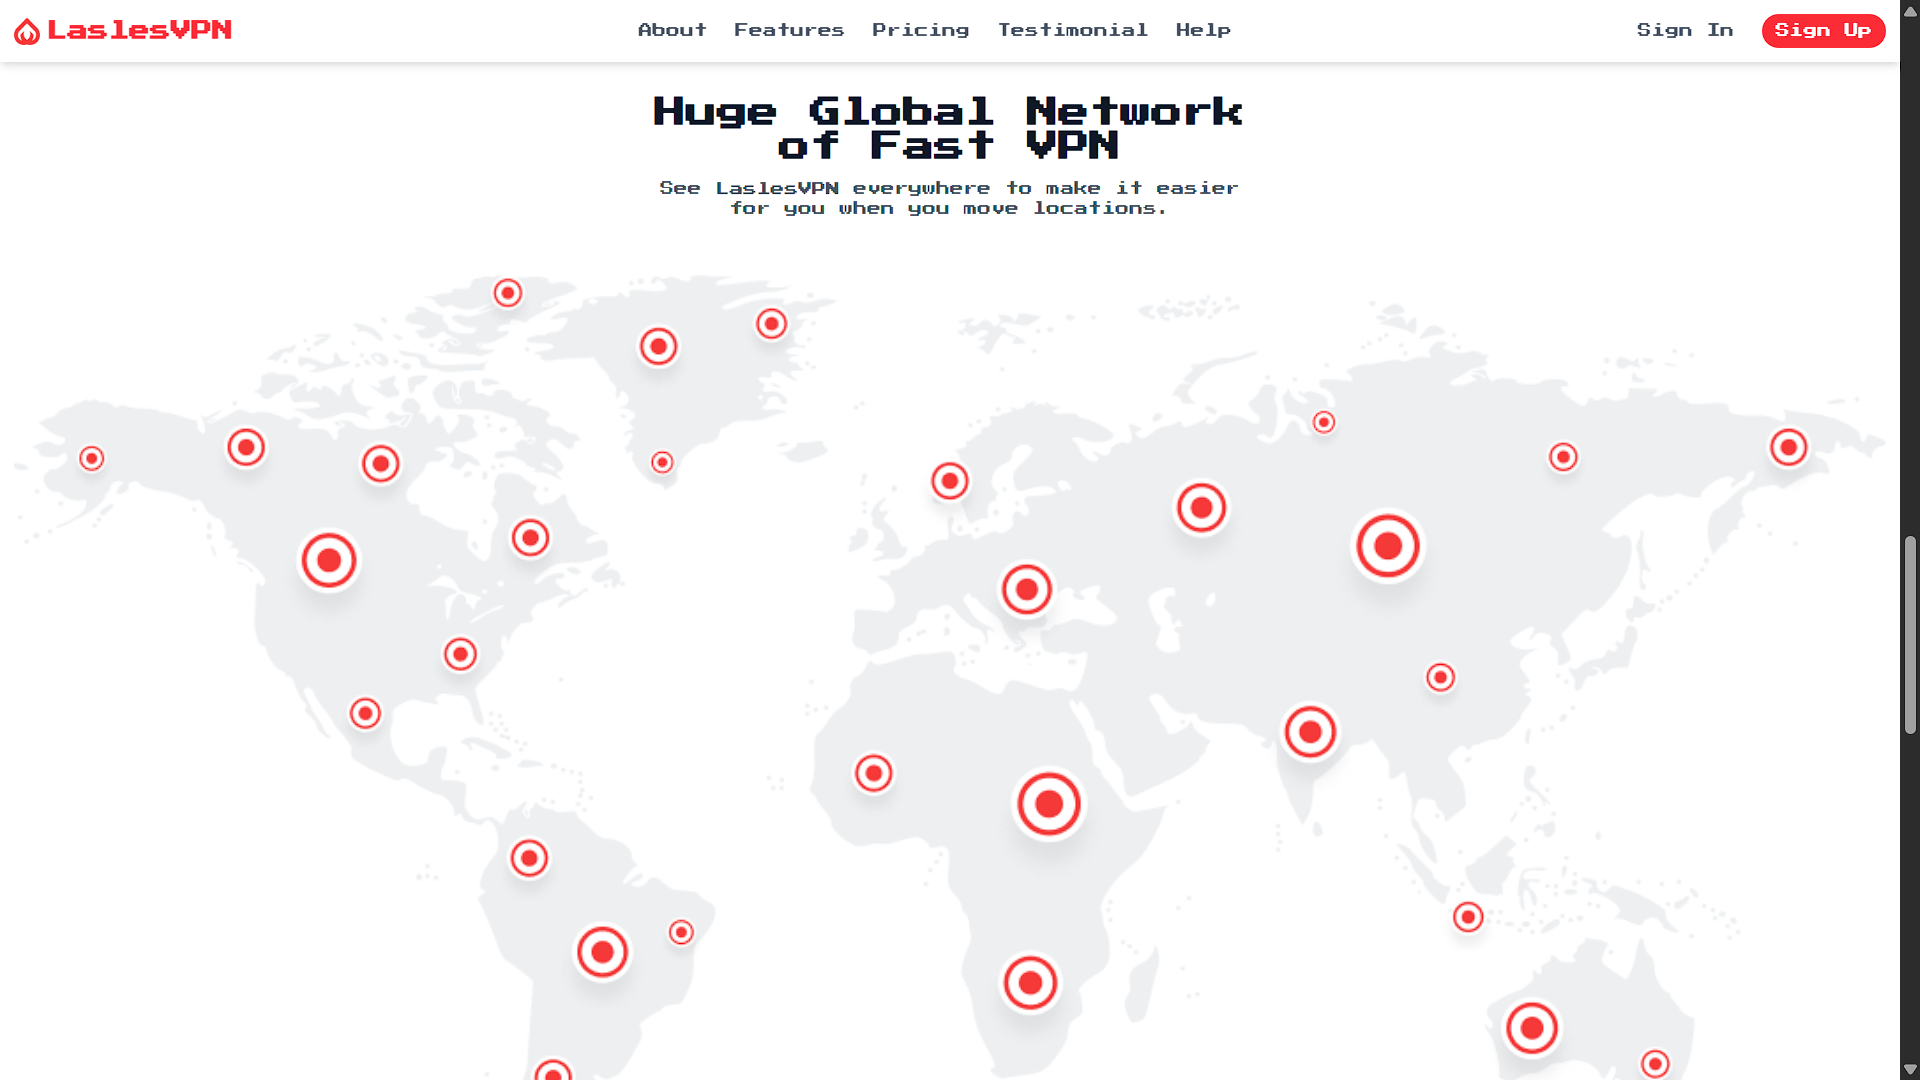 LaslesVPN
About
Features
Pricing
Testimonial
Help
Sign In
Sign Up
Huge Global Network
of Fast VPN
See LaslesVPN everywhere to make it easier
for you when you move locations.